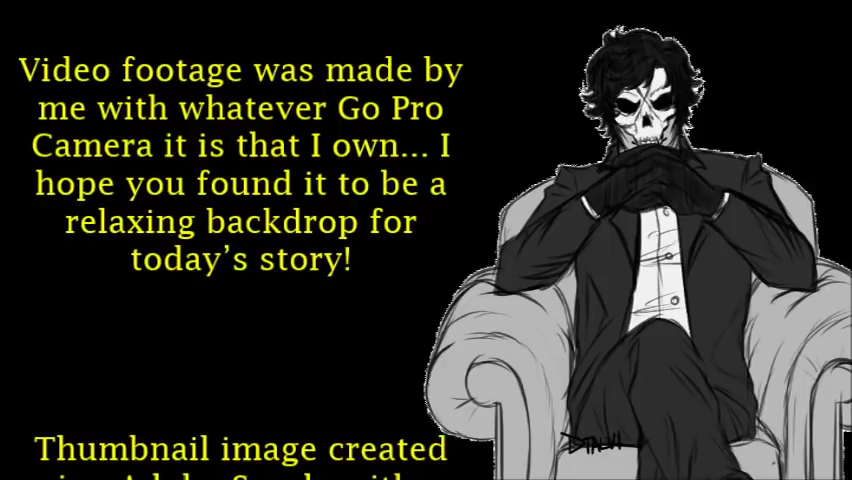 Video footage was made by
me with whatever Go Pro
Camera it is that I own... I
hope you found it to be a
relaxing backdrop for
today's story!
Thumbnail image created